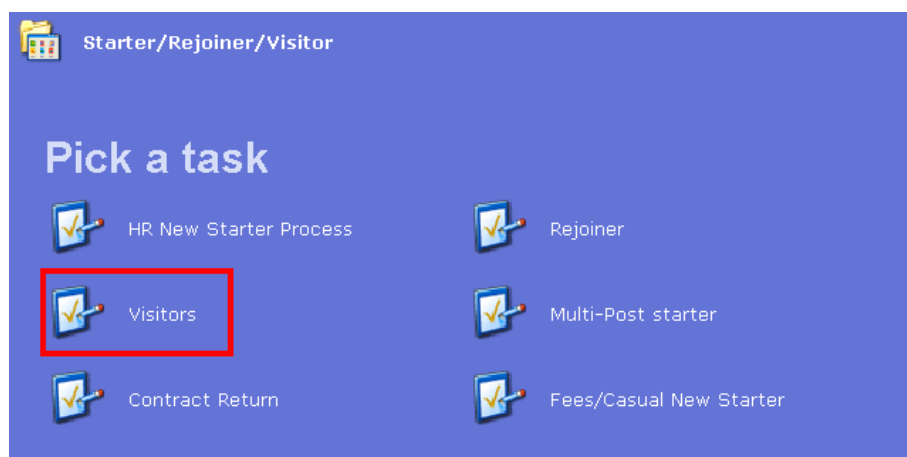 Starter/Rejoiner/Visitor
Pick a task
HR New Starter Process
Rejoiner
Visitors
Multi-Post starter
Contract Return
Fees/Casual New Starter